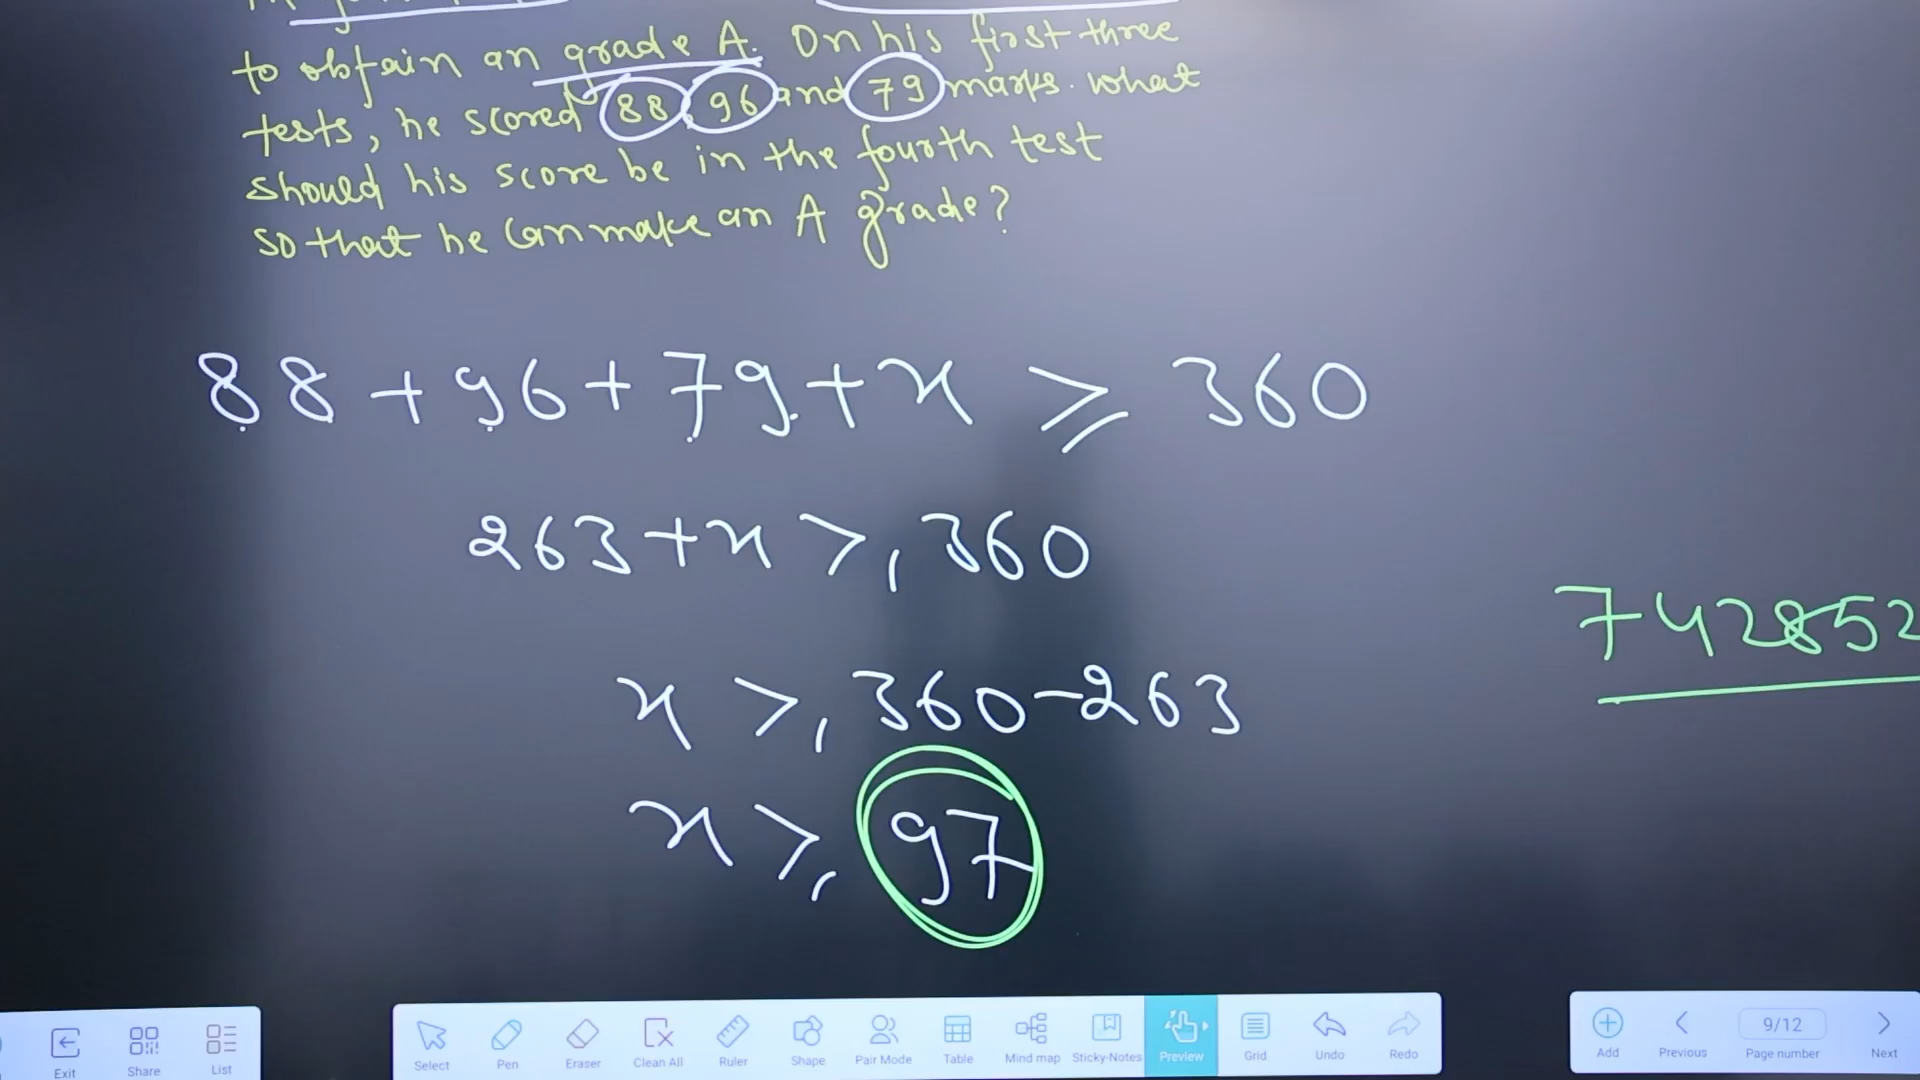 to obtain an grade A. On his first three
tests, he scored 88, 96 and 79 marks. what
should his score be in the fourth test
so that he can make an A grade?
88+96+79+x ≥ 360
263+x ≥ 360
x ≥ 360-263
x ≥ 97
742852
Exit
Share
List
Select
Pen
Eraser
Clean All
Ruler
Shape
Pair Mode
Table
Mind map
Sticky-Notes
Preview
Grid
Undo
Redo
Add
Previous
9/12
Page number
Next